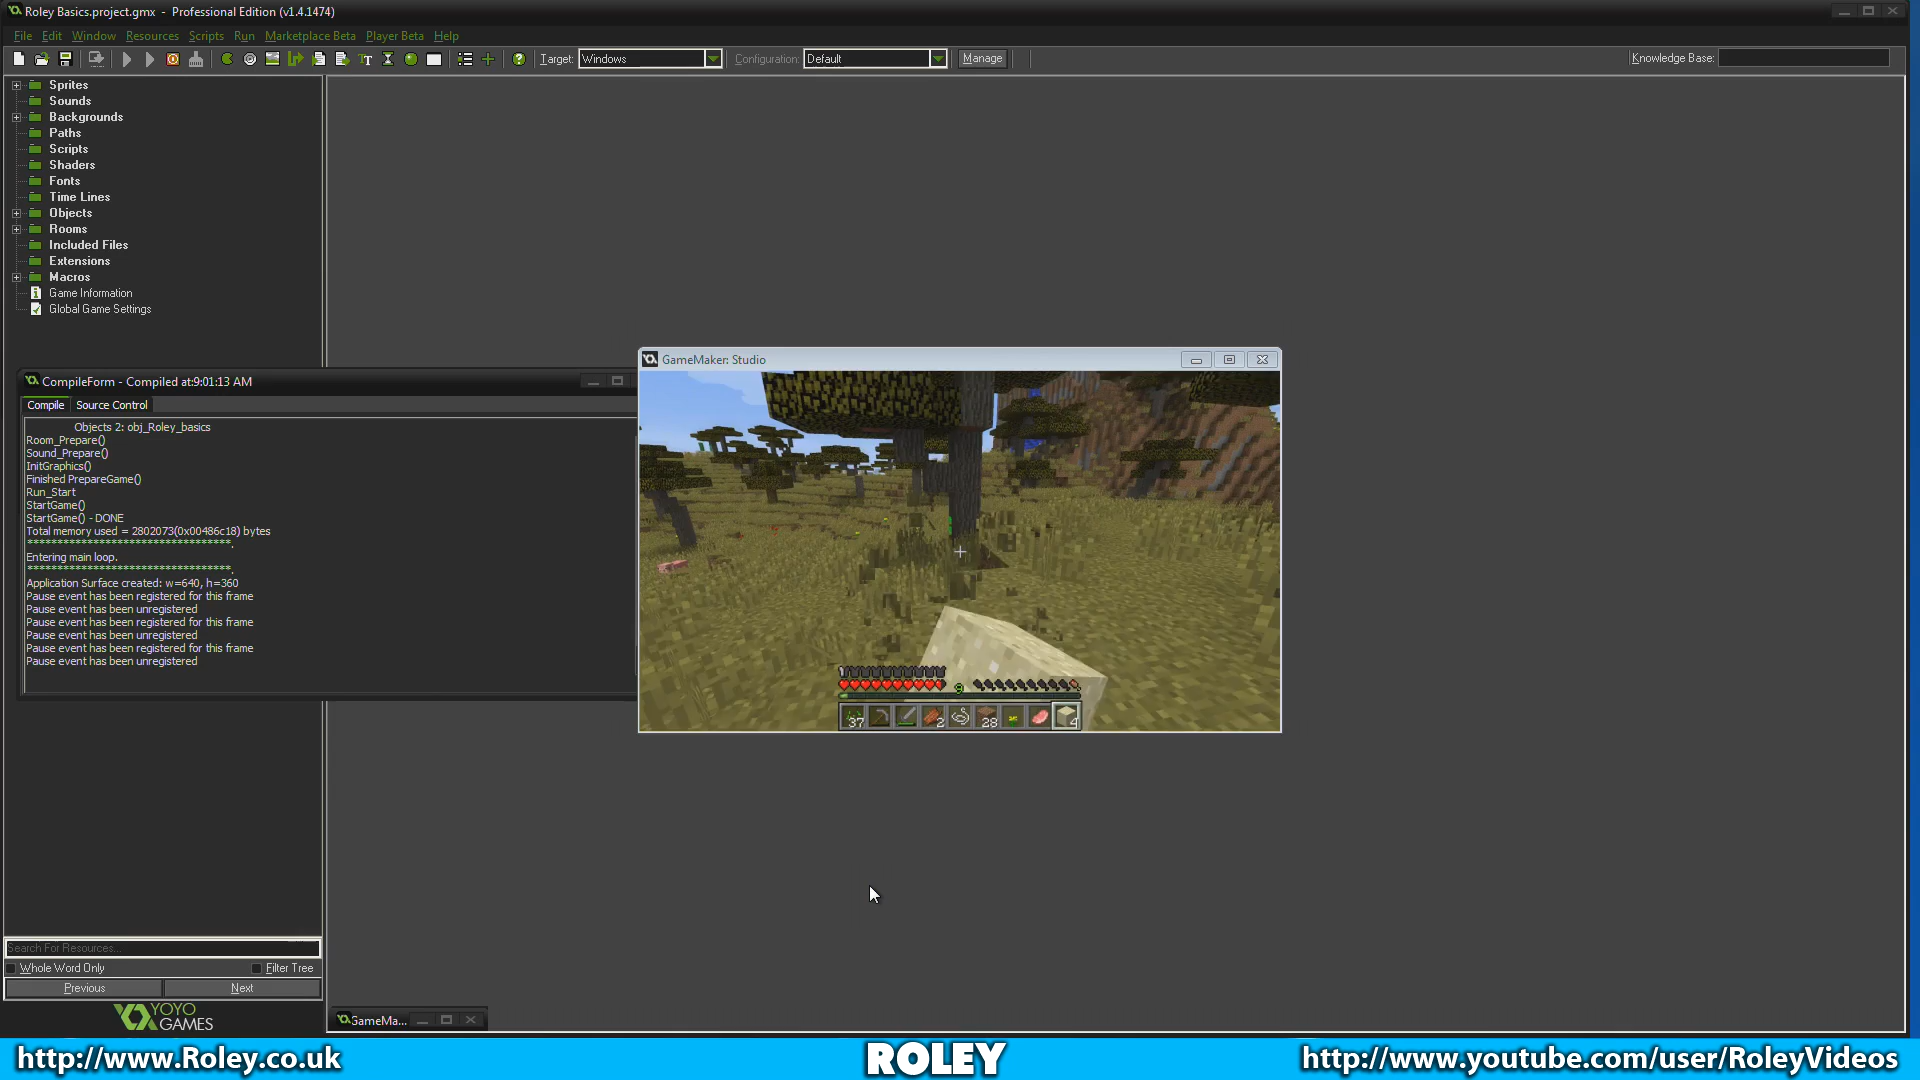 Roley Basics.project.gmx - Professional Edition (v1.4.1474)
File Edit Window Resources Scripts Run Marketplace Beta Player Beta Help
Target: Windows Configuration: Default Manage Knowledge Base:
Sprites
Sounds
Backgrounds
Paths
Scripts
Shaders
Fonts
Time Lines
Objects
Rooms
Included Files
Extensions
Macros
Game Information
Global Game Settings
CompileForm - Compiled at:9:01:13 AM
Compile Source Control
Objects 2: obj_Roley_basics
Room_Prepare()
Sound_Prepare()
InitGraphics()
Finished PrepareGame()
Run_Start
StartGame()
StartGame() - DONE
Total memory used = 2802073(0x00486c18) bytes
**********************************.
Entering main loop.
**********************************.
Application Surface created: w=640, h=360
Pause event has been registered for this frame
Pause event has been unregistered
Pause event has been registered for this frame
Pause event has been unregistered
Pause event has been registered for this frame
Pause event has been unregistered
GameMaker: Studio
9
37 2 28 4
Search For Resources...
Whole Word Only Filter Tree
Previous Next
YOYO
GAMES
GameMa...
http://www.Roley.co.uk
ROLEY
http://www.youtube.com/user/RoleyVideos